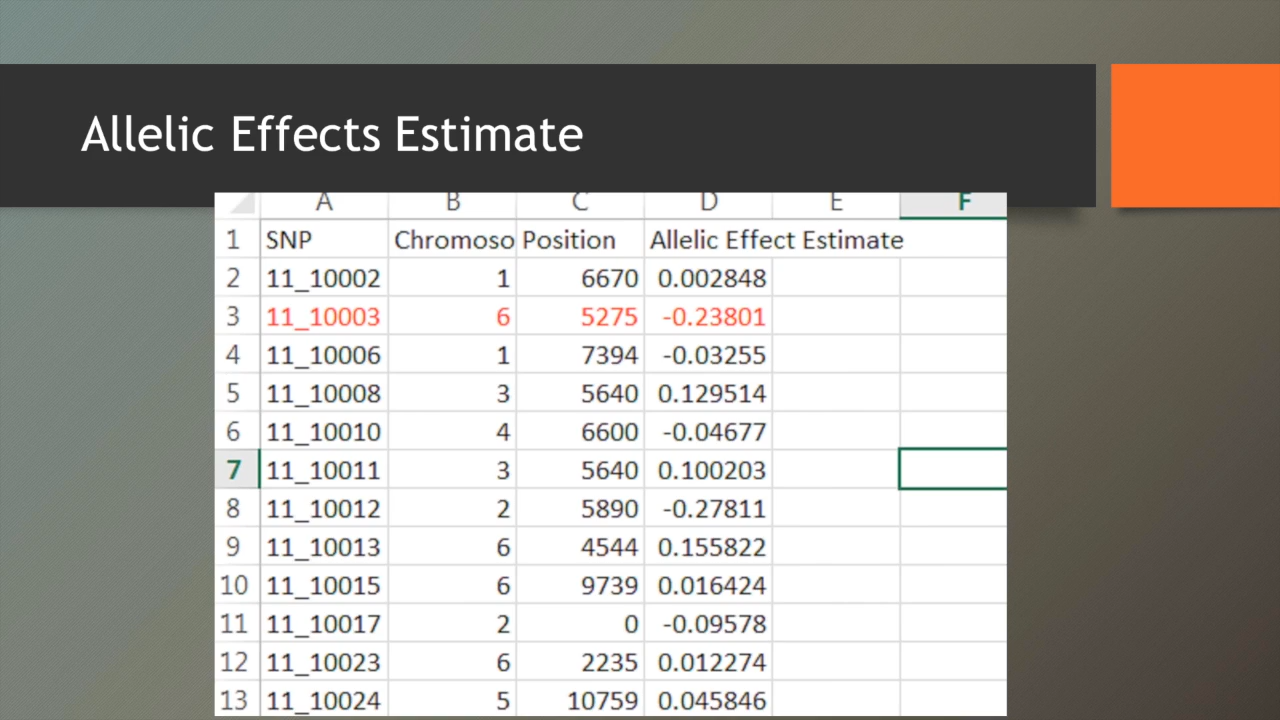 Allelic Effects Estimate
A B C D E F
1 SNP Chromoso Position Allelic Effect Estimate
2 11_10002 1 6670 0.002848
3 11_10003 6 5275 -0.23801
4 11_10006 1 7394 -0.03255
5 11_10008 3 5640 0.129514
6 11_10010 4 6600 -0.04677
7 11_10011 3 5640 0.100203
8 11_10012 2 5890 -0.27811
9 11_10013 6 4544 0.155822
10 11_10015 6 9739 0.016424
11 11_10017 2 0 -0.09578
12 11_10023 6 2235 0.012274
13 11_10024 5 10759 0.045846